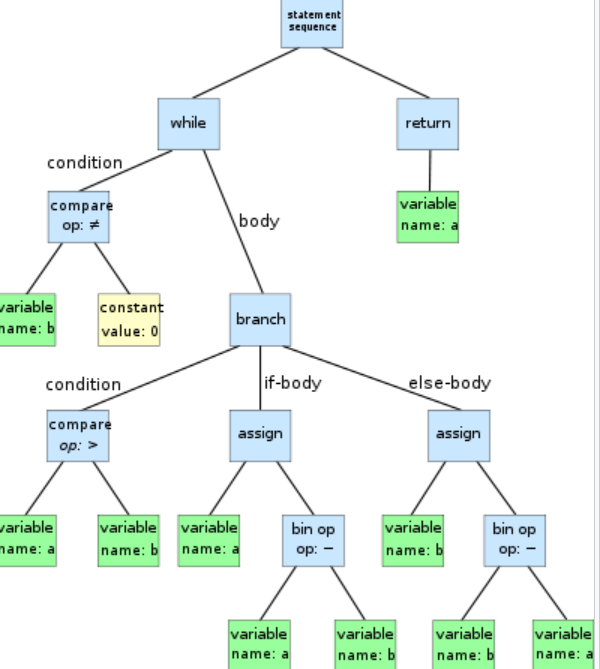 statement
sequence
while
return
condition
compare
op: ≠
body
variable
name: a
variable
name: b
constant
value: 0
branch
condition
if-body
else-body
compare
op: >
assign
assign
variable
name: a
variable
name: b
variable
name: a
bin op
op: −
variable
name: b
bin op
op: −
variable
name: a
variable
name: b
variable
name: b
variable
name: a